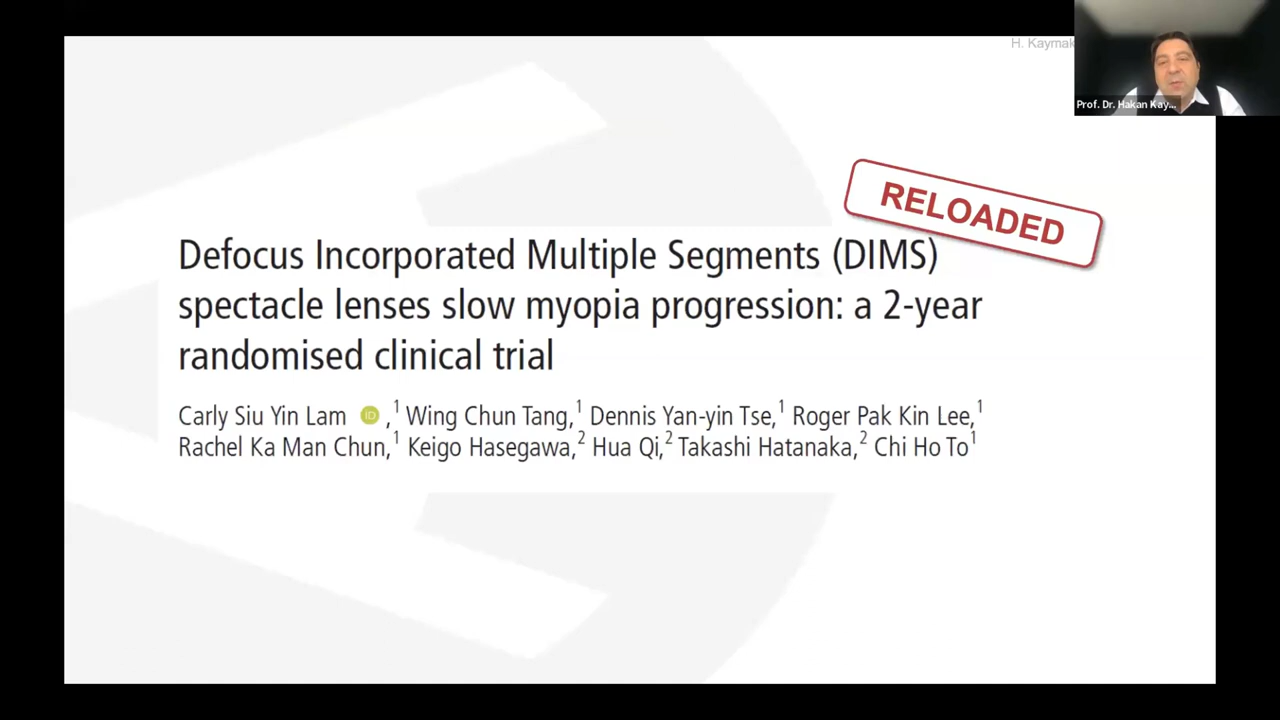 H. Kaymak
Prof. Dr. Hakan Kay...
RELOADED
Defocus Incorporated Multiple Segments (DIMS)
spectacle lenses slow myopia progression: a 2-year
randomised clinical trial
Carly Siu Yin Lam iD ,1 Wing Chun Tang,1 Dennis Yan-yin Tse,1 Roger Pak Kin Lee,1
Rachel Ka Man Chun,1 Keigo Hasegawa,2 Hua Qi,2 Takashi Hatanaka,2 Chi Ho To1